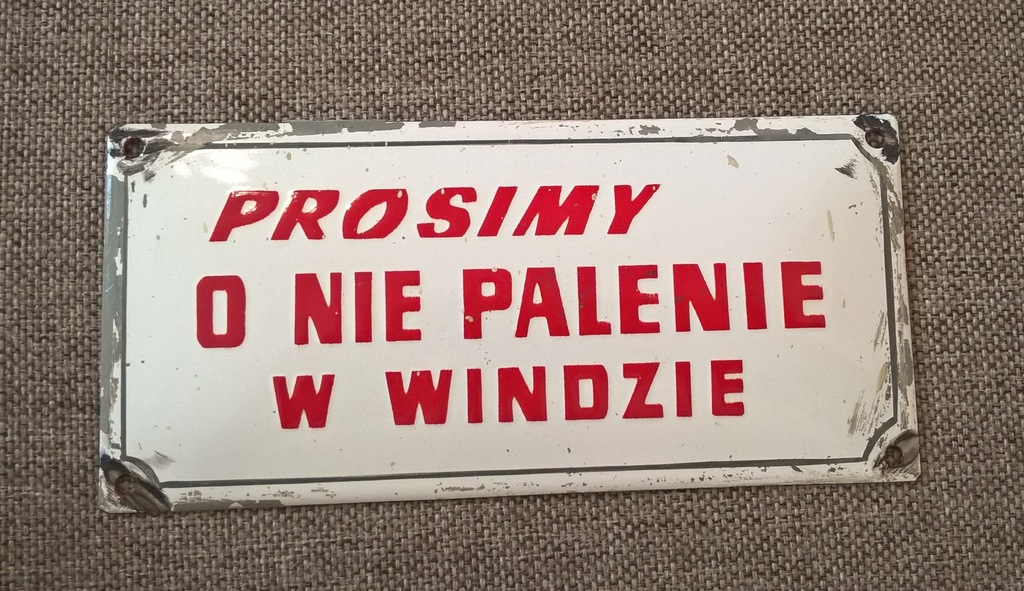 PROSIMY
O NIE PALENIE
W WINDZIE